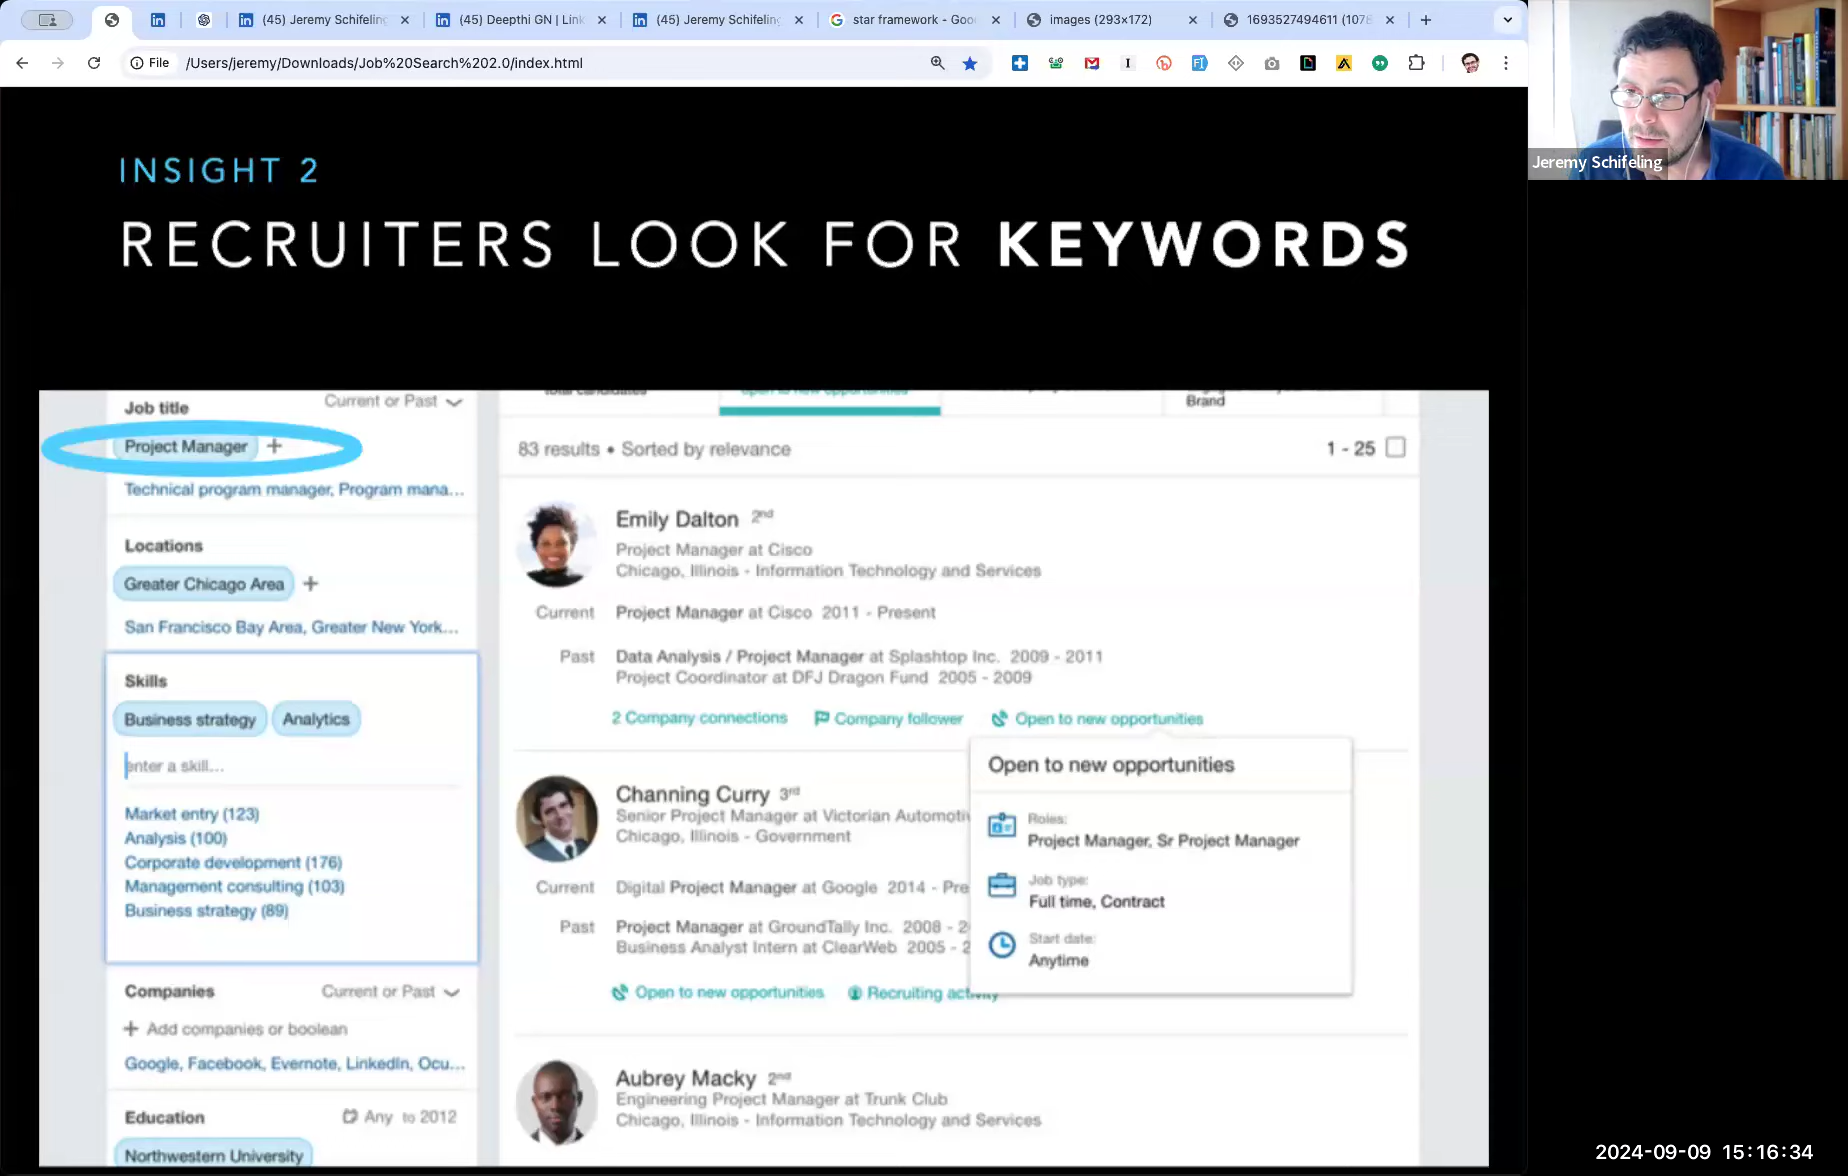 (45) Jeremy Schifeling
(45) Deepthi GN | Link
(45) Jeremy Schifeling
star framework - Goo
images (293×172)
1693527494611 (1078
File
/Users/jeremy/Downloads/Job%20Search%202.0/index.html
Jeremy Schifeling
INSIGHT 2
RECRUITERS LOOK FOR KEYWORDS
Job title
Current or Past
Project Manager +
Technical program manager, Program mana...
Locations
Greater Chicago Area +
San Francisco Bay Area, Greater New York...
Skills
Business strategy
Analytics
enter a skill...
Market entry (123)
Analysis (100)
Corporate development (176)
Management consulting (103)
Business strategy (89)
Companies
Current or Past
+ Add companies or boolean
Google, Facebook, Evernote, LinkedIn, Ocu...
Education
Any to 2012
Northwestern University
total candidates
open to new opportunities
Brand
83 results • Sorted by relevance
1 - 25
Emily Dalton 2nd
Project Manager at Cisco
Chicago, Illinois - Information Technology and Services
Current Project Manager at Cisco 2011 - Present
Past Data Analysis / Project Manager at Splashtop Inc. 2009 - 2011
Project Coordinator at DFJ Dragon Fund 2005 - 2009
2 Company connections
Company follower
Open to new opportunities
Open to new opportunities
Roles:
Project Manager, Sr Project Manager
Job type:
Full time, Contract
Start date:
Anytime
Channing Curry 3rd
Senior Project Manager at Victorian Automoti
Chicago, Illinois - Government
Current Digital Project Manager at Google 2014 - Pre
Past Project Manager at GroundTally Inc. 2008 - 2
Business Analyst Intern at ClearWeb 2005 - 2
Open to new opportunities
Recruiting activity
Aubrey Macky 2nd
Engineering Project Manager at Trunk Club
Chicago, Illinois - Information Technology and Services
2024-09-09 15:16:34